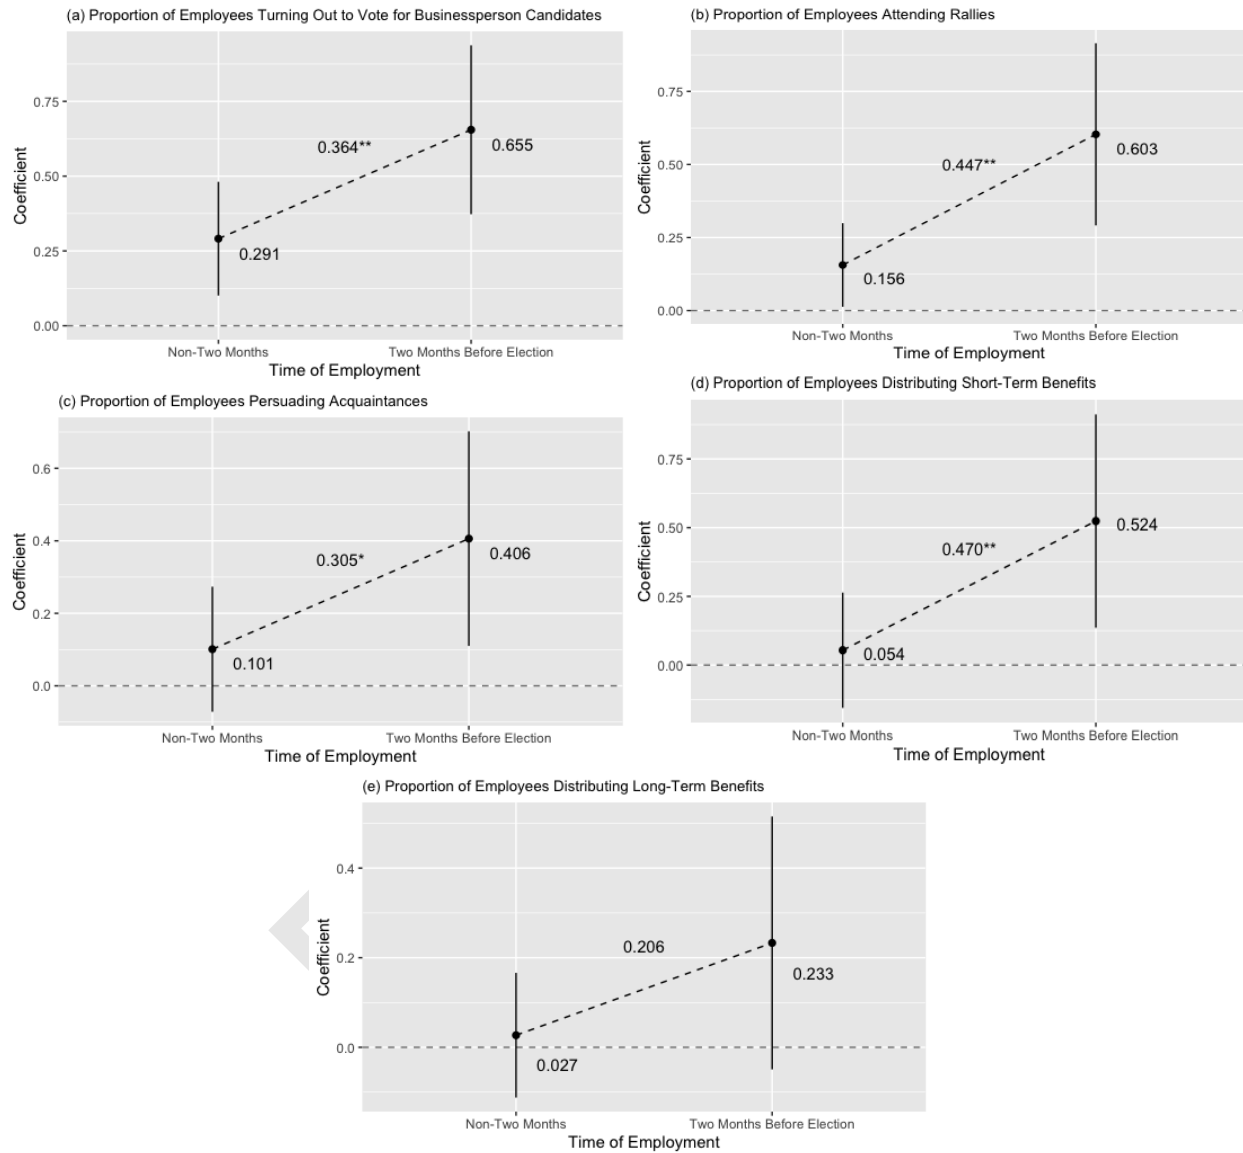 (a) Proportion of Employees Turning Out to Vote for Businessperson Candidates
0.75
0.50
0.25
0.00
Coefficient
0.364**
0.655
0.291
Non-Two Months
Two Months Before Election
Time of Employment
(b) Proportion of Employees Attending Rallies
0.75
0.50
0.25
0.00
Coefficient
0.447**
0.603
0.156
Non-Two Months
Two Months Before Election
Time of Employment
(c) Proportion of Employees Persuading Acquaintances
0.6
0.4
0.2
0.0
Coefficient
0.305*
0.406
0.101
Non-Two Months
Two Months Before Election
Time of Employment
(d) Proportion of Employees Distributing Short-Term Benefits
0.75
0.50
0.25
0.00
Coefficient
0.470**
0.524
0.054
Non-Two Months
Two Months Before Election
Time of Employment
(e) Proportion of Employees Distributing Long-Term Benefits
0.4
0.2
0.0
Coefficient
0.206
0.233
0.027
Non-Two Months
Two Months Before Election
Time of Employment